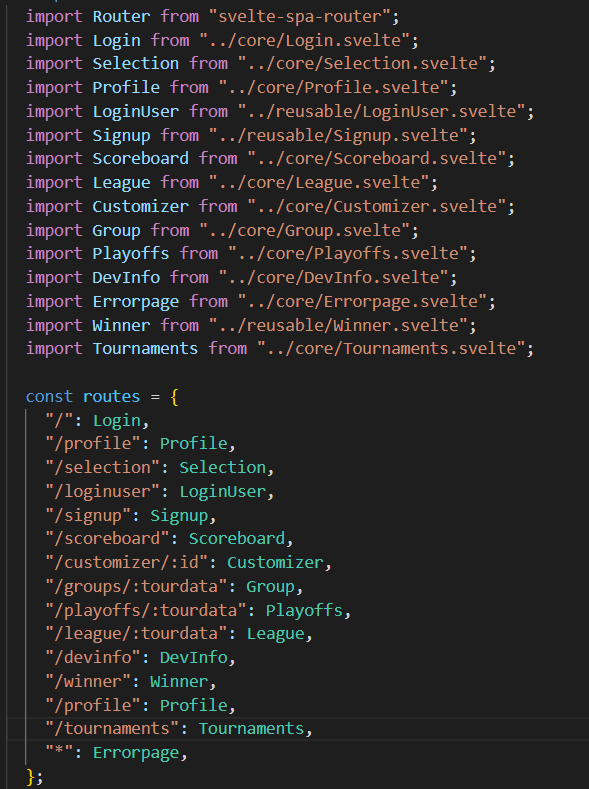 import Router from "svelte-spa-router";
import Login from "../core/Login.svelte";
import Selection from "../core/Selection.svelte";
import Profile from "../core/Profile.svelte";
import LoginUser from "../reusable/LoginUser.svelte";
import Signup from "../reusable/Signup.svelte";
import Scoreboard from "../core/Scoreboard.svelte";
import League from "../core/League.svelte";
import Customizer from "../core/Customizer.svelte";
import Group from "../core/Group.svelte";
import Playoffs from "../core/Playoffs.svelte";
import DevInfo from "../core/DevInfo.svelte";
import Errorpage from "../core/Errorpage.svelte";
import Winner from "../reusable/Winner.svelte";
import Tournaments from "../core/Tournaments.svelte";

const routes = {
  "/": Login,
  "/profile": Profile,
  "/selection": Selection,
  "/loginuser": LoginUser,
  "/signup": Signup,
  "/scoreboard": Scoreboard,
  "/customizer/:id": Customizer,
  "/groups/:tourdata": Group,
  "/playoffs/:tourdata": Playoffs,
  "/league/:tourdata": League,
  "/devinfo": DevInfo,
  "/winner": Winner,
  "/profile": Profile,
  "/tournaments": Tournaments,
  "*": Errorpage,
};